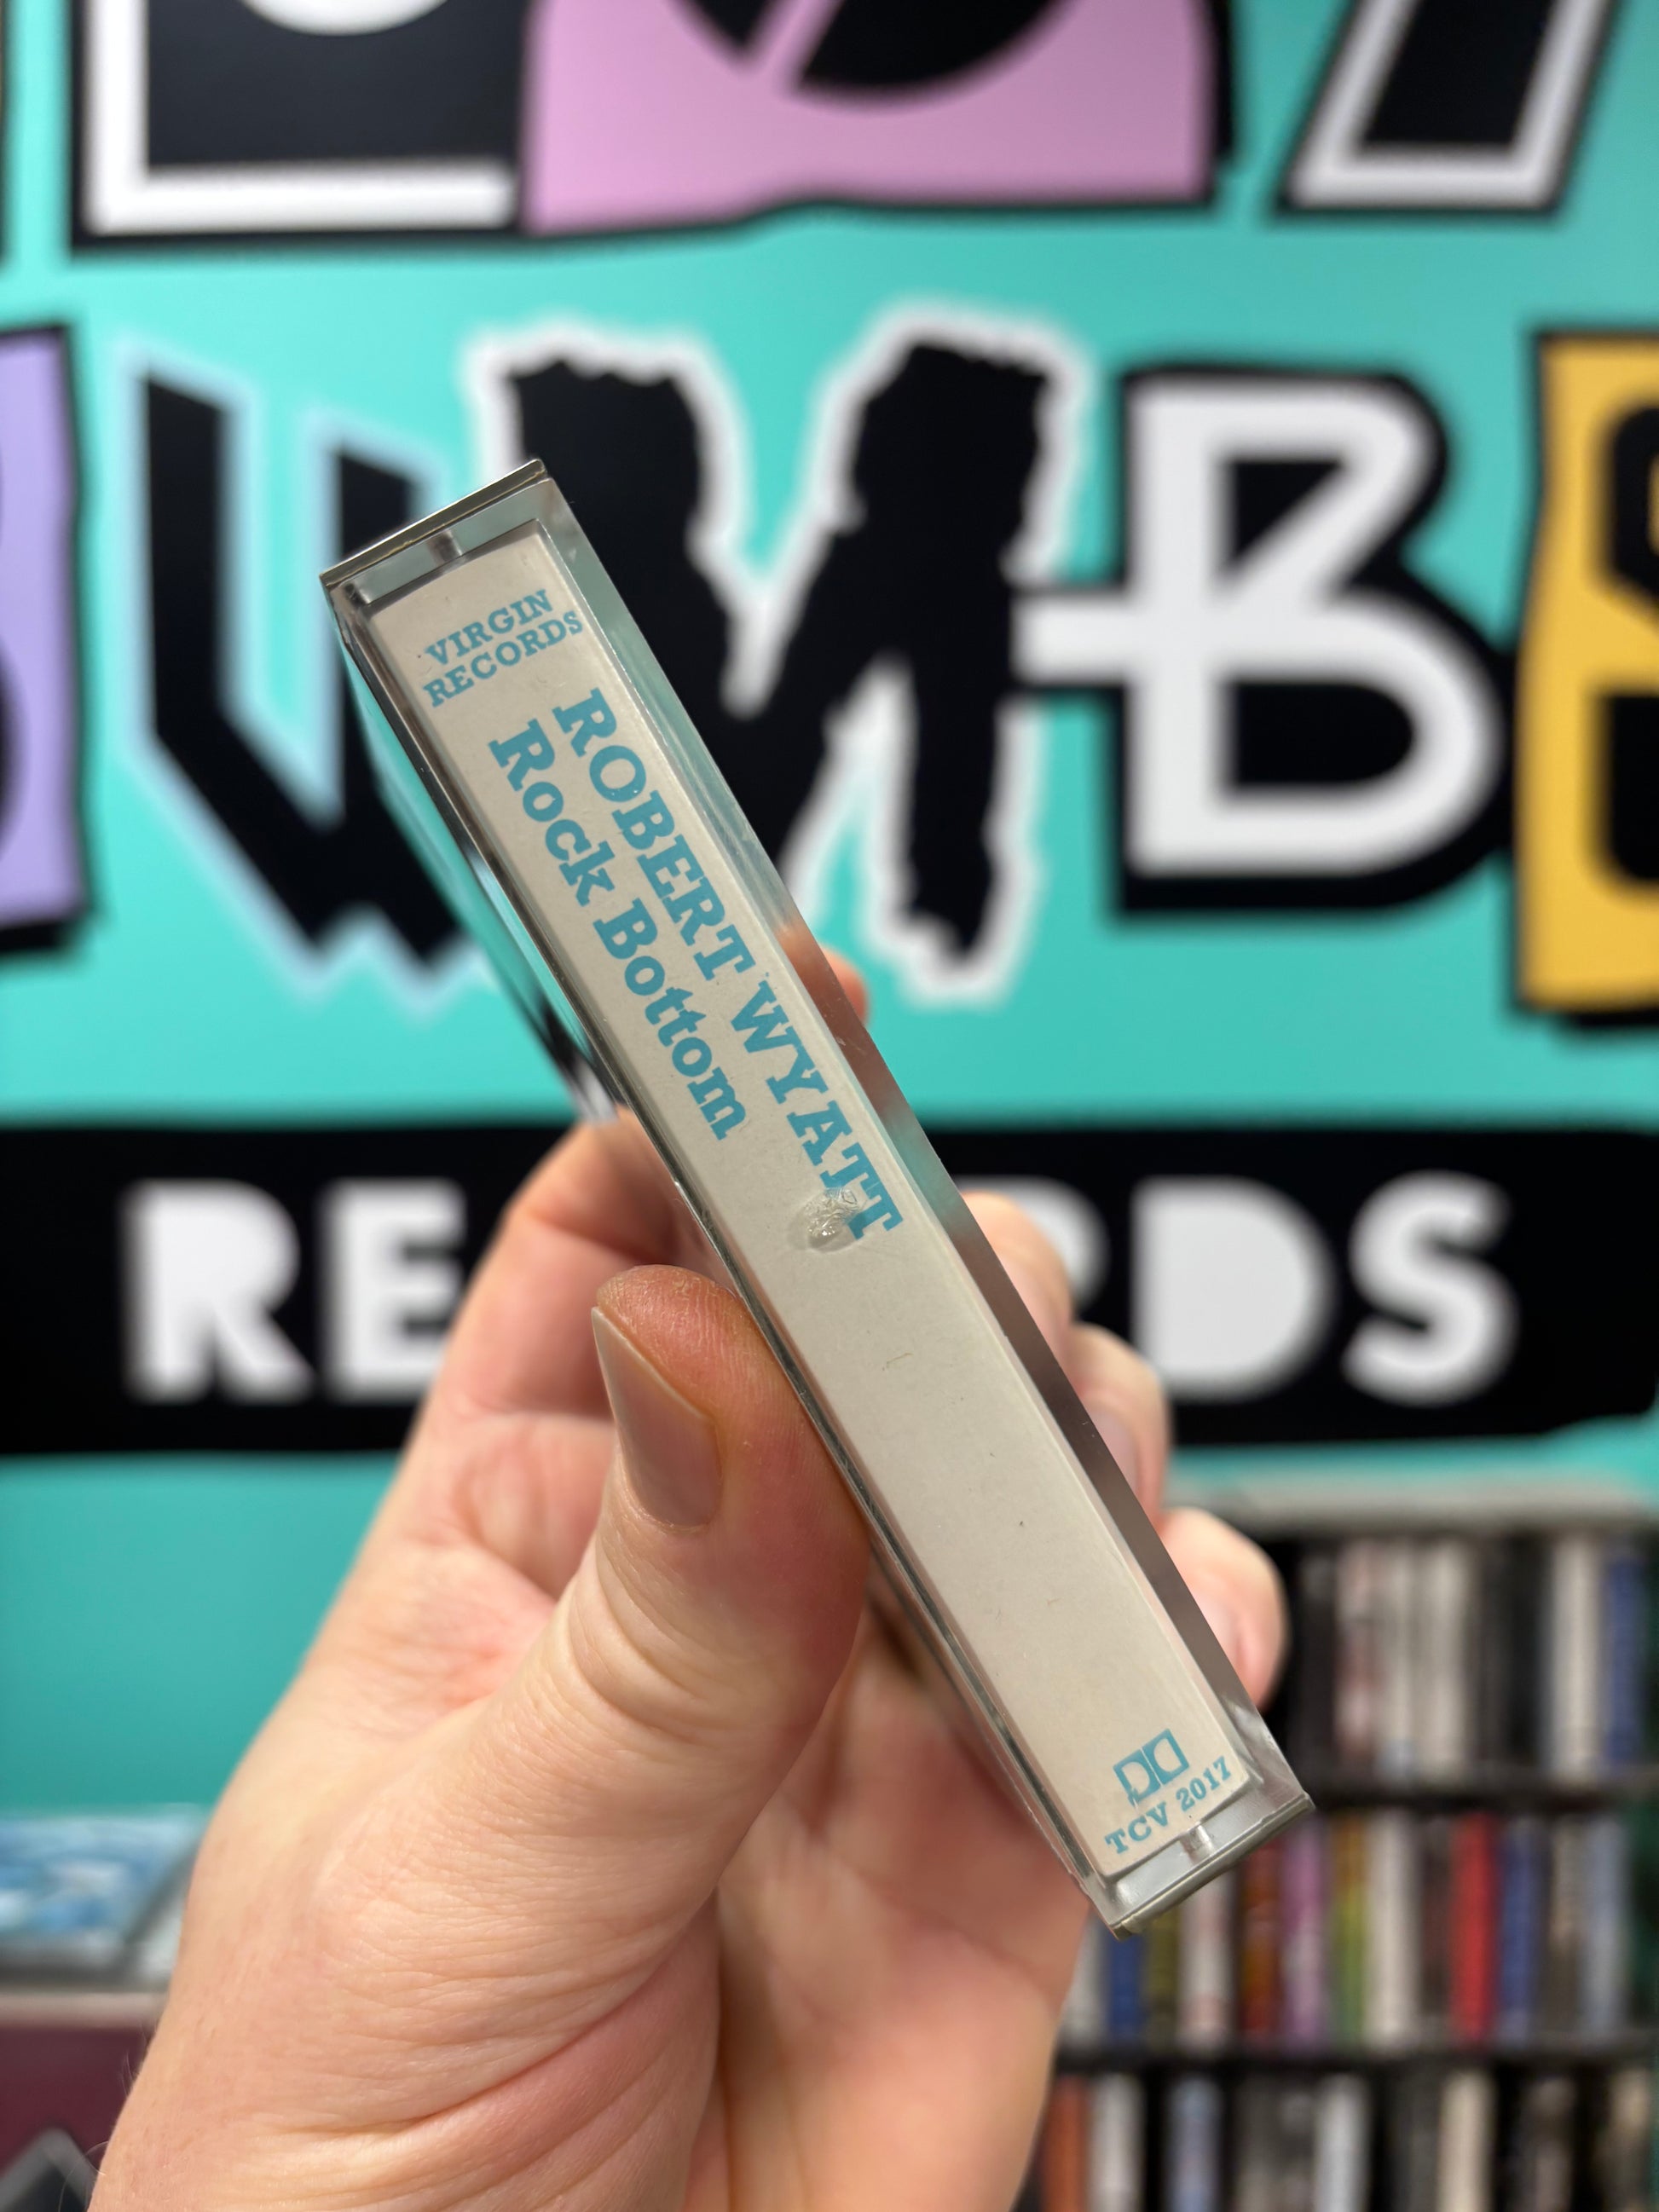 VIRGIN
RECORDS
ROBERT WYATT
Rock Bottom
TCV 2017